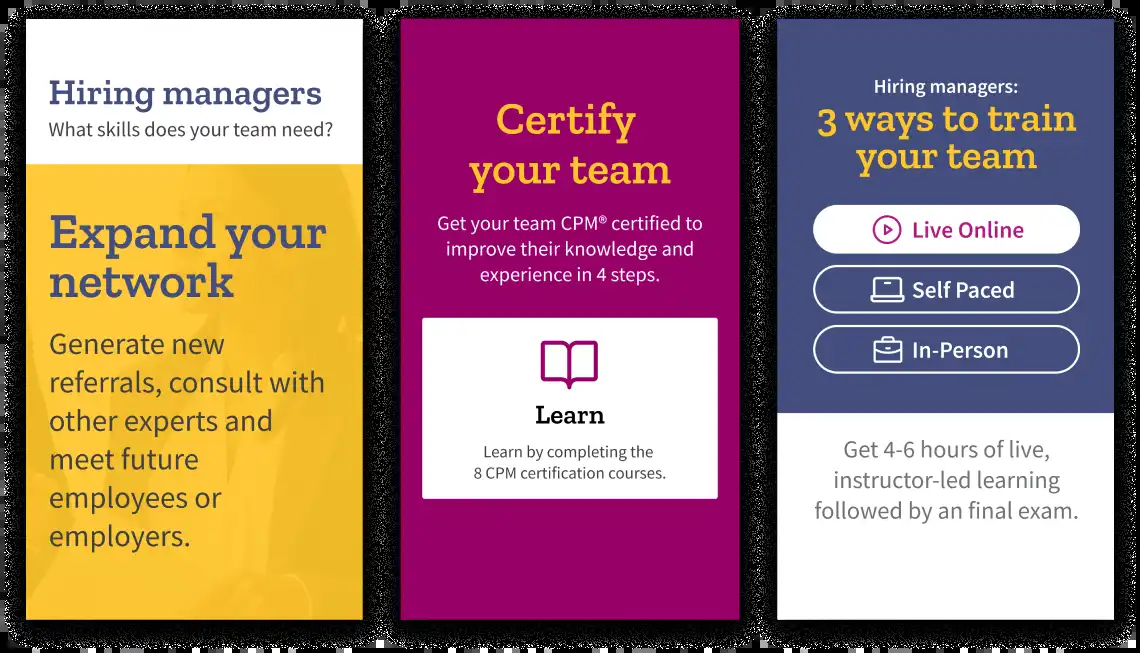 Hiring managers
What skills does your team need?
Expand your
network
Generate new
referrals, consult with
other experts and
meet future
employees or
employers.
Certify
your team
Get your team CPM® certified to
improve their knowledge and
experience in 4 steps.
Learn
Learn by completing the
8 CPM certification courses.
Hiring managers:
3 ways to train
your team
Live Online
Self Paced
In-Person
Get 4-6 hours of live,
instructor-led learning
followed by an final exam.